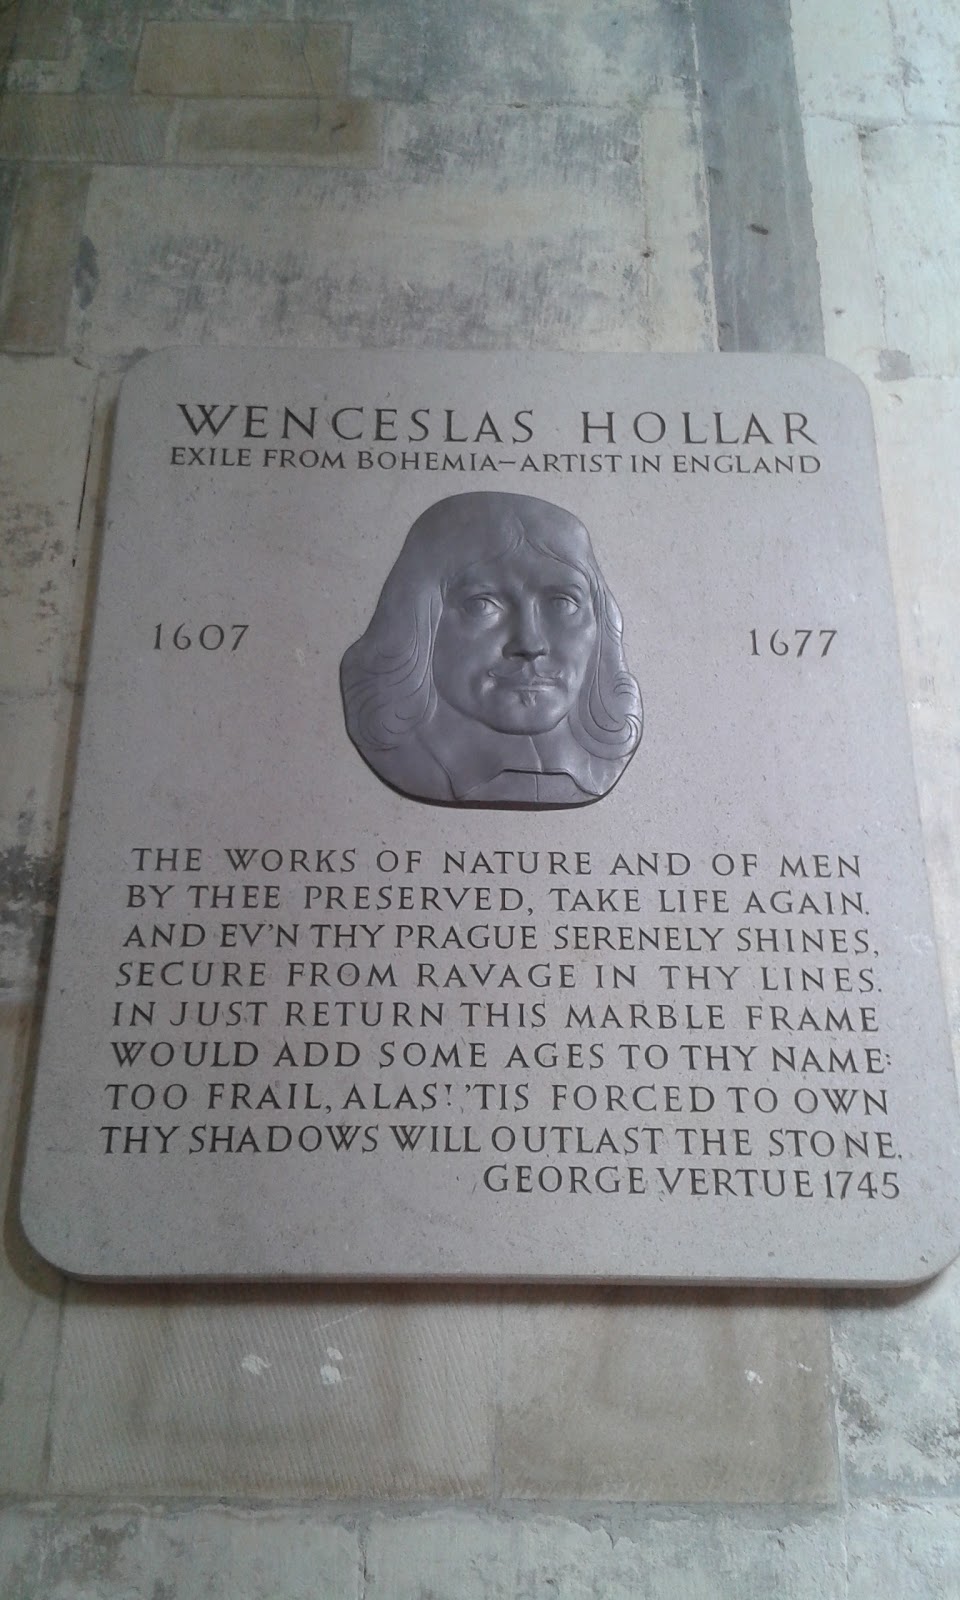 WENCESLAS HOLLAR
EXILE FROM BOHEMIA–ARTIST IN ENGLAND
1607 1677
THE WORKS OF NATURE AND OF MEN
BY THEE PRESERVED, TAKE LIFE AGAIN.
AND EV'N THY PRAGUE SERENELY SHINES,
SECURE FROM RAVAGE IN THY LINES.
IN JUST RETURN THIS MARBLE FRAME
WOULD ADD SOME AGES TO THY NAME:
TOO FRAIL, ALAS! 'TIS FORCED TO OWN
THY SHADOWS WILL OUTLAST THE STONE.
GEORGE VERTUE 1745